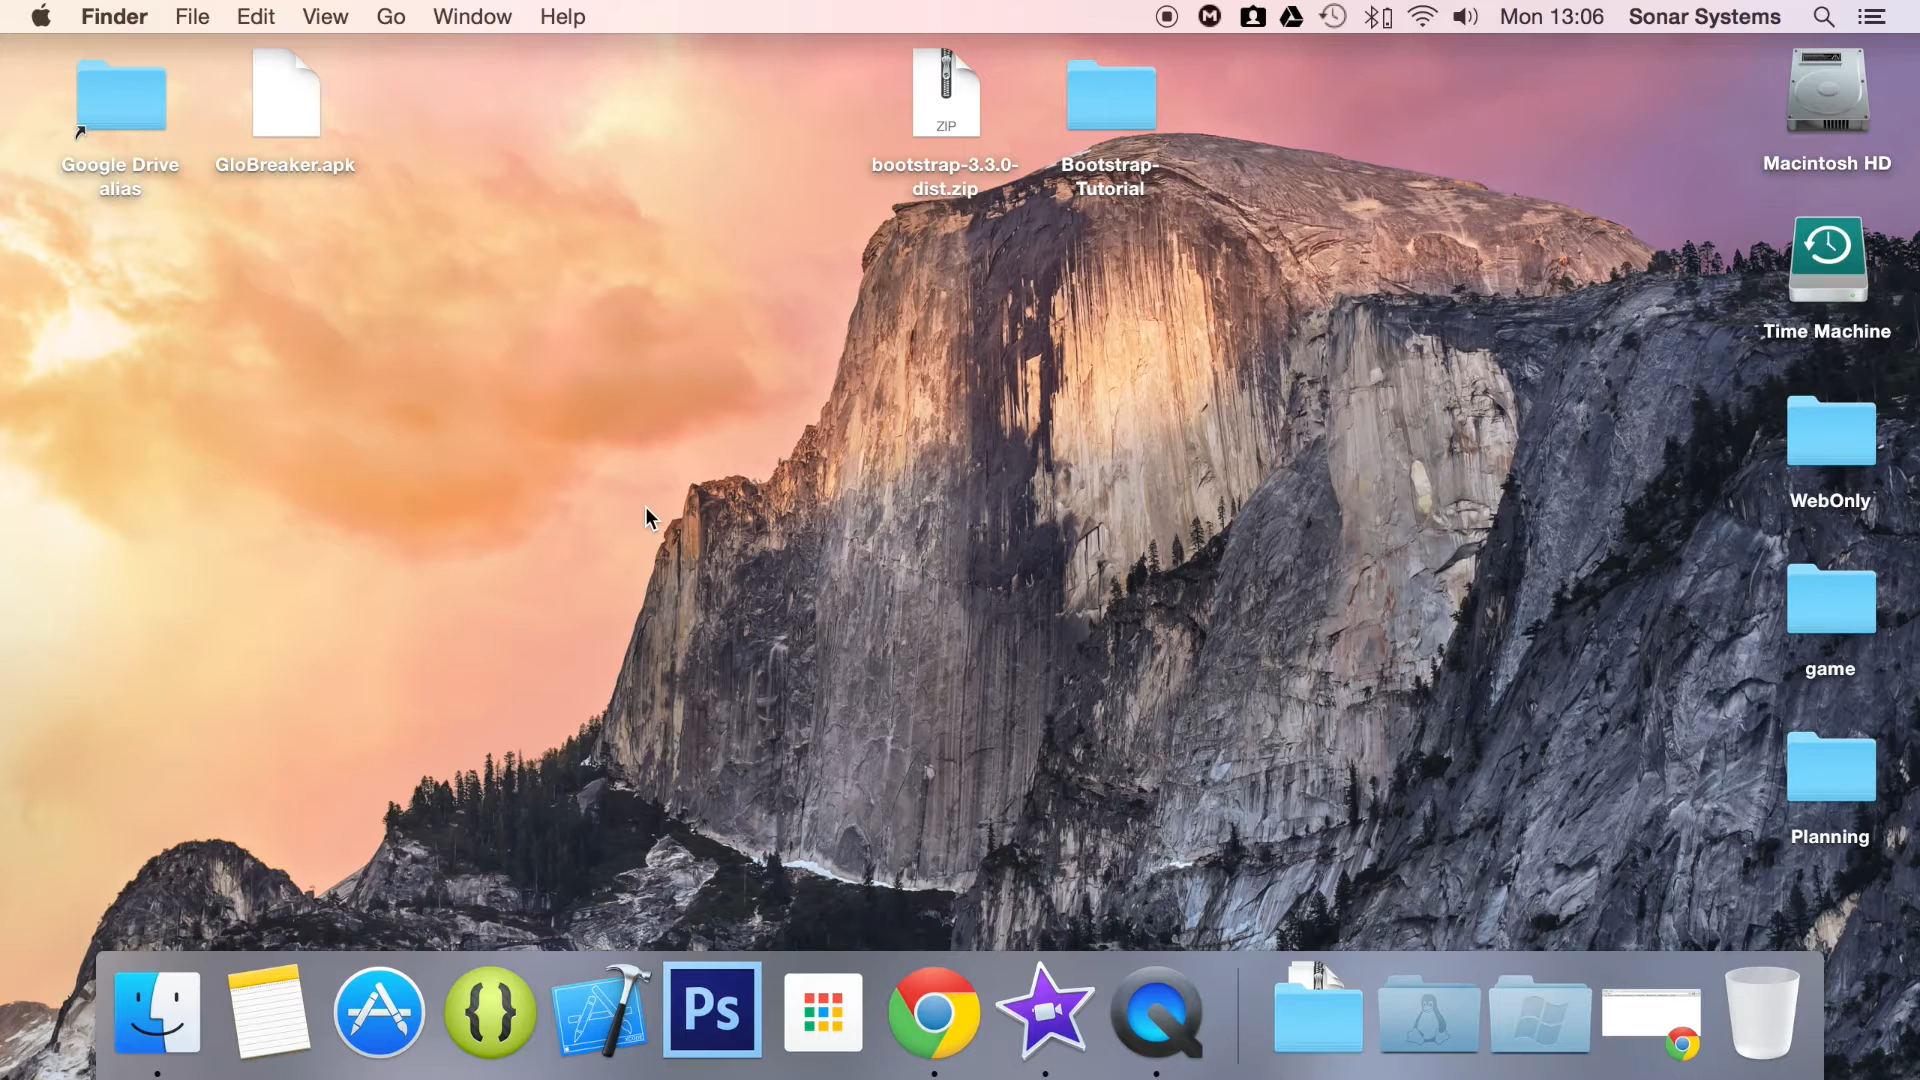 Finder File Edit View Go Window Help Mon 13:06 Sonar Systems
Google Drive
alias
GloBreaker.apk
ZIP
bootstrap-3.3.0-
dist.zip
Bootstrap-
Tutorial
Macintosh HD
Time Machine
WebOnly
game
Planning
Ps